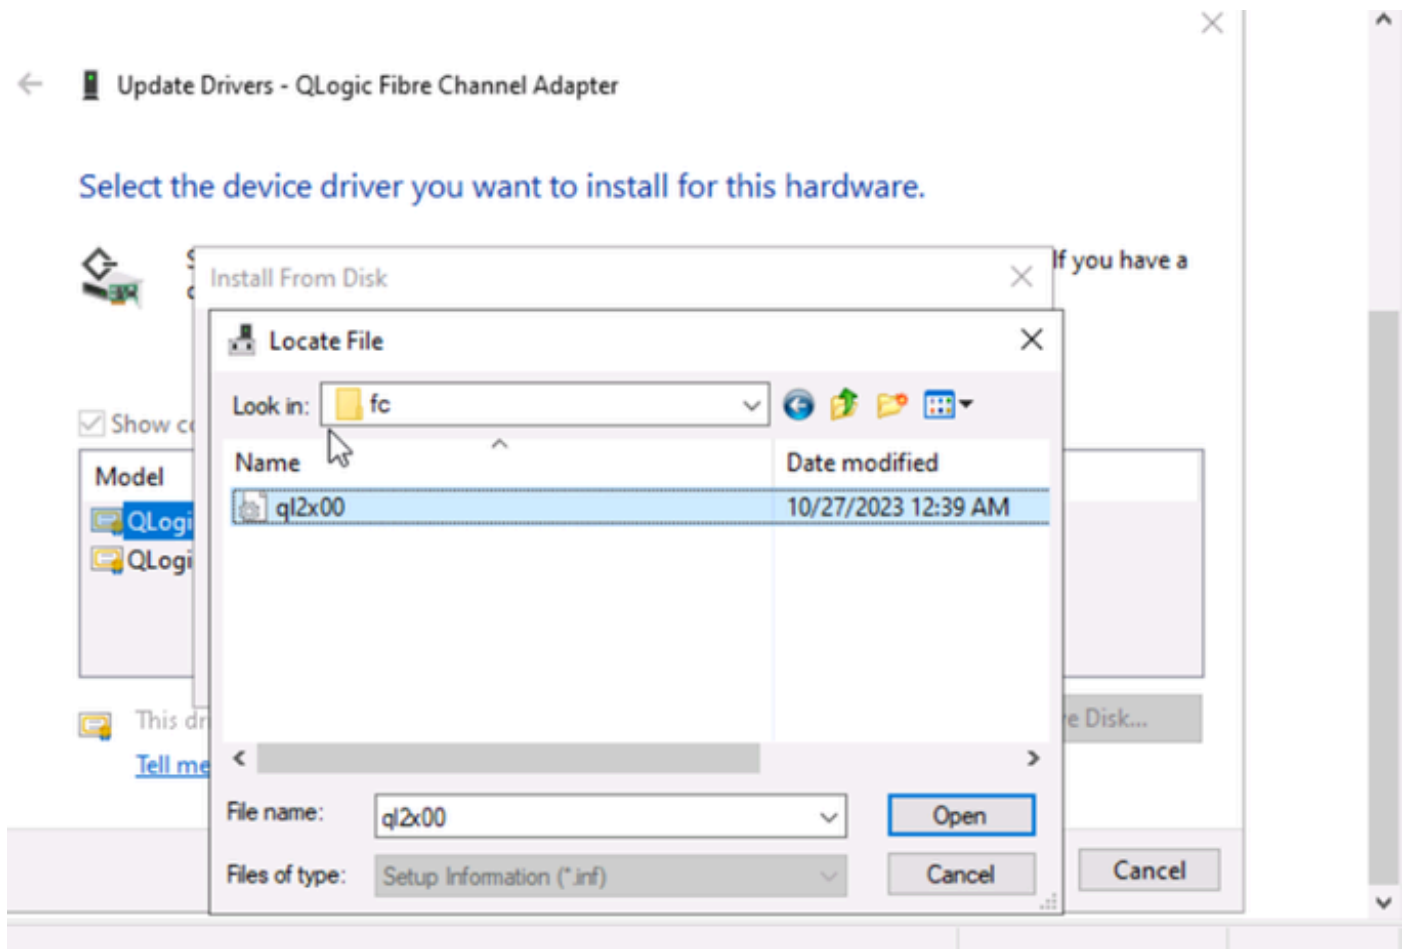 Update Drivers - QLogic Fibre Channel Adapter
Select the device driver you want to install for this hardware.
If you have a
Install From Disk
Locate File
Look in: fc
Show
Name Date modified
Model
ql2x00 10/27/2023 12:39 AM
QLogi
QLogi
This
Disk...
Tell me
File name: ql2x00 Open
Files of type: Setup Information (*.inf) Cancel
Cancel